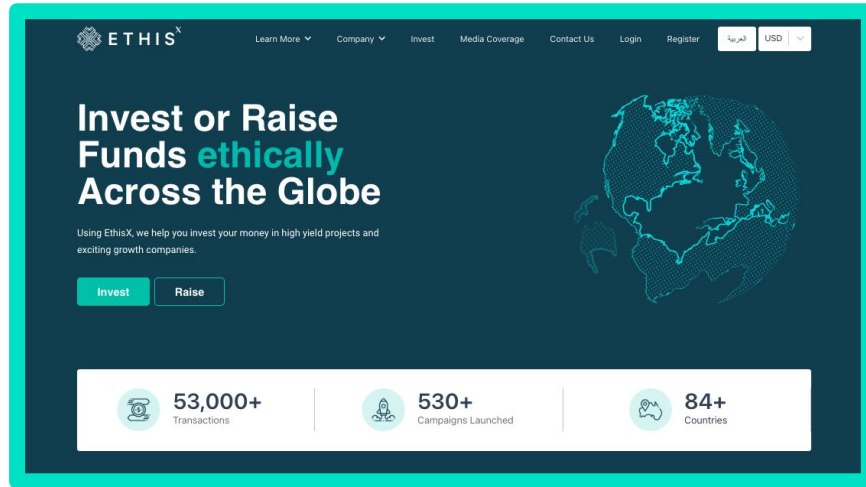 ETHIS X
Learn More
Company
Invest
Media Coverage
Contact Us
Login
Register
العربية
USD
Invest or Raise
Funds ethically
Across the Globe
Using EthisX, we help you invest your money in high yield projects and
exciting growth companies.
Invest
Raise
53,000+
Transactions
530+
Campaigns Launched
84+
Countries